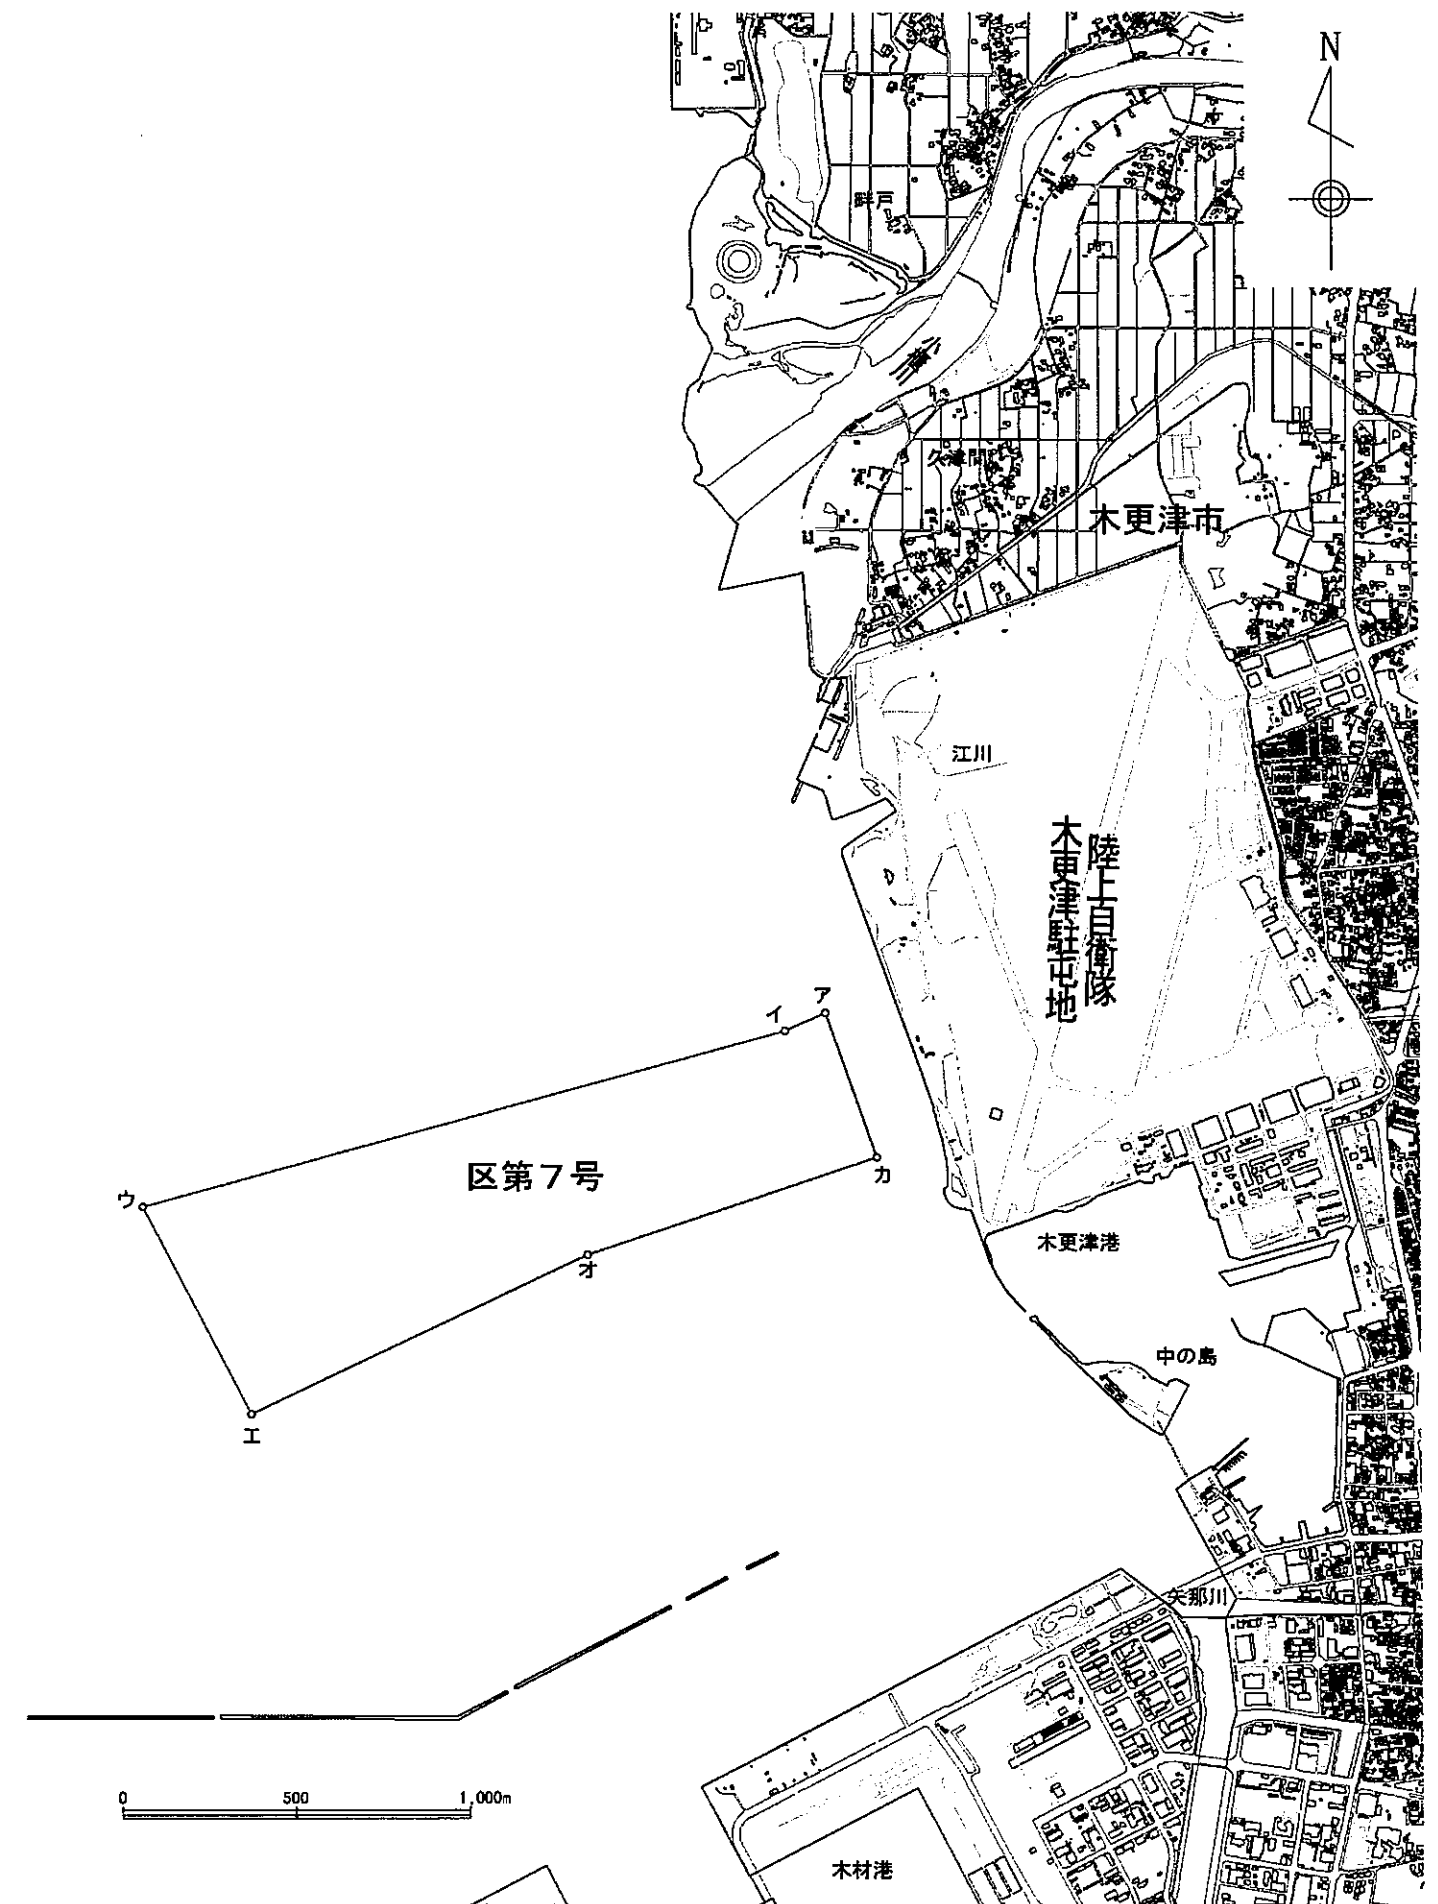 N
畔戸
久津間
木更津市
江川
陸上自衛隊
木更津駐屯地
ア
イ
区第7号
カ
ウ
木更津港
オ
中の島
エ
矢那川
0 500 1,000m
木材港